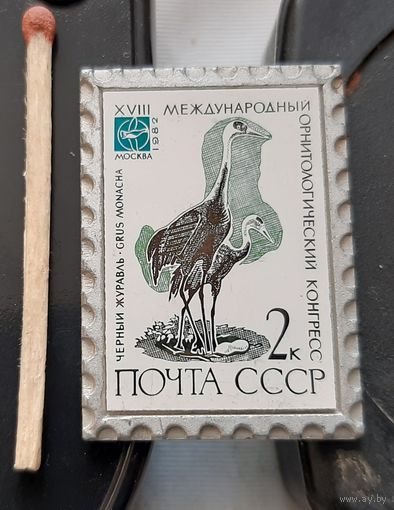 XVIII МЕЖДУНАРОДНЫЙ
ОРНИТОЛОГИЧЕСКИЙ КОНГРЕСС
МОСКВА
1982
ЧЕРНЫЙ ЖУРАВЛЬ · GRUS MONACHA
2к
ПОЧТА СССР
www.ay.by